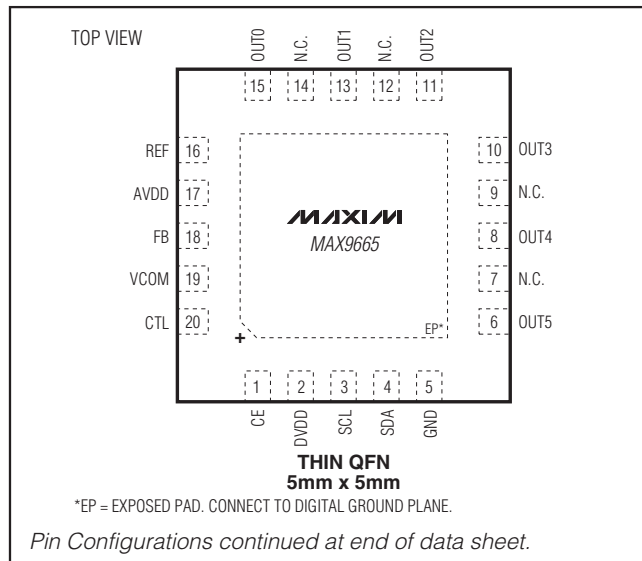 TOP VIEW
OUT0 N.C. OUT1 N.C. OUT2
15 14 13 12 11
REF 16
AVDD 17
FB 18
VCOM 19
CTL 20
MAXIM
MAX9665
10 OUT3
9 N.C.
8 OUT4
7 N.C.
6 OUT5
EP*
+
1 2 3 4 5
CE DVDD SCL SDA GND
THIN QFN
5mm x 5mm
*EP = EXPOSED PAD. CONNECT TO DIGITAL GROUND PLANE.
Pin Configurations continued at end of data sheet.